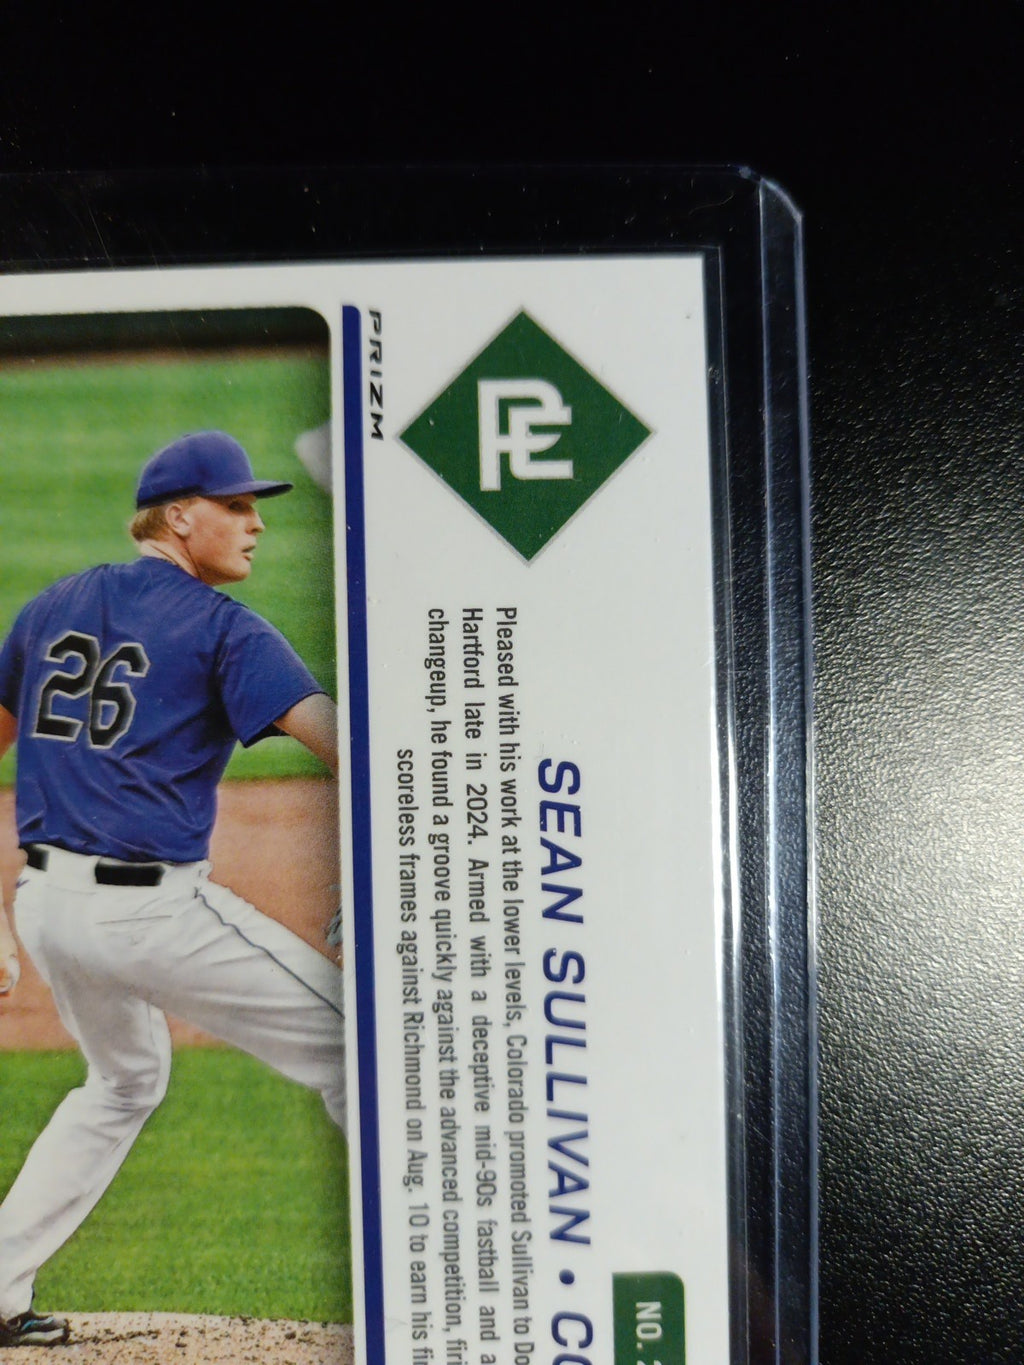 NO.
SEAN SULLIVAN • CO
Pleased with his work at the lower levels, Colorado promoted Sullivan to Do
Hartford late in 2024. Armed with a deceptive mid-90s fastball and a
changeup, he found a groove quickly against the advanced competition, firi
scoreless frames against Richmond on Aug. 10 to earn his fi
PRIZM
26